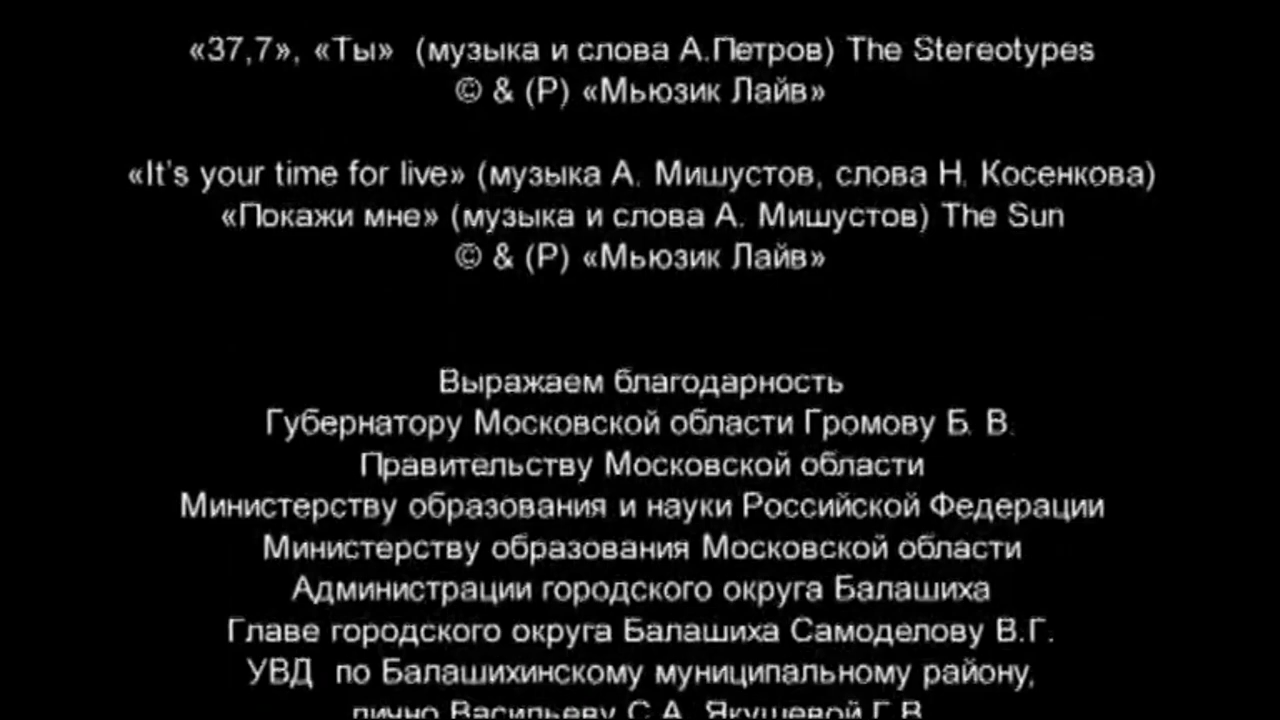 «37,7», «Ты» (музыка и слова А.Петров) The Stereotypes
© & (P) «Мьюзик Лайв»
«It's your time for live» (музыка А. Мишустов, слова Н. Косенкова)
«Покажи мне» (музыка и слова А. Мишустов) The Sun
© & (P) «Мьюзик Лайв»
Выражаем благодарность
Губернатору Московской области Громову Б. В.
Правительству Московской области
Министерству образования и науки Российской Федерации
Министерству образования Московской области
Администрации городского округа Балашиха
Главе городского округа Балашиха Самоделову В.Г.
УВД по Балашихинскому муниципальному району,
лично Васильеву С.А. Якушевой Г.В.